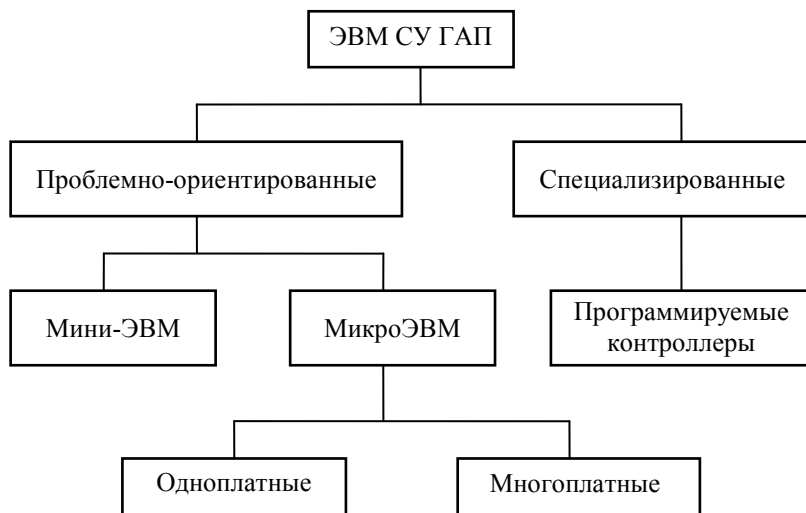 ЭВМ СУ ГАП
Проблемно-ориентированные
Специализированные
Мини-ЭВМ
МикроЭВМ
Программируемые
контроллеры
Одноплатные
Многоплатные